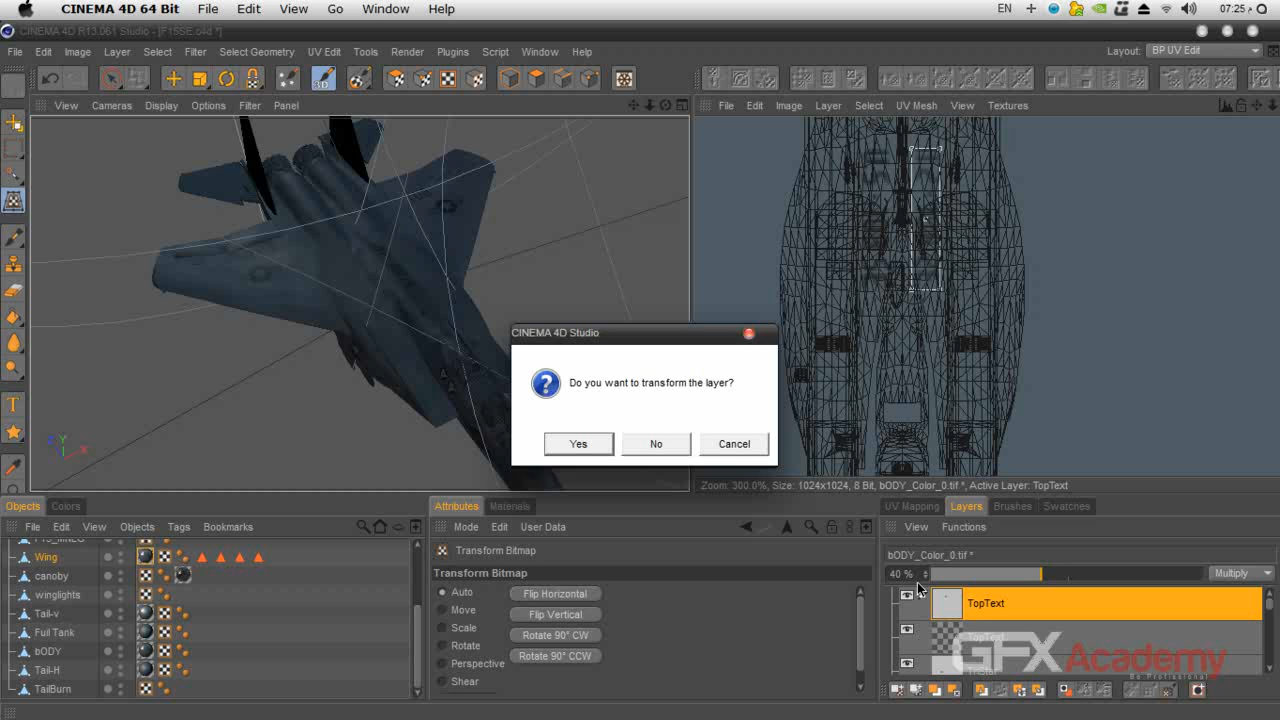 CINEMA 4D 64 Bit File Edit View Go Window Help EN 07:25 م
CINEMA 4D R13.061 Studio - [F15SE.c4d *]
File Edit Image Layer Select Select Geometry UV Edit Tools Render Plugins Script Window Help Layout: BP UV Edit
View Cameras Display Options Filter Panel
File Edit Image Layer Select UV Mesh View Textures
3D
Y
Z X
CINEMA 4D Studio
Do you want to transform the layer?
Yes No Cancel
Zoom: 300.0%, Size: 1024x1024, 8 Bit, bODY_Color_0.tif *, Active Layer: TopText
Objects Colors
File Edit View Objects Tags Bookmarks
Wing
canoby
winglights
Tail-v
Full Tank
bODY
Tail-H
TailBurn
Attributes Materials
Mode Edit User Data
Transform Bitmap
Transform Bitmap
Auto Flip Horizontal
Move Flip Vertical
Scale Rotate 90° CW
Rotate Rotate 90° CCW
Perspective
Shear
UV Mapping Layers Brushes Swatches
View Functions
bODY_Color_0.tif *
40 % Multiply
TopText
TopText
GFX Academy
Be Professional